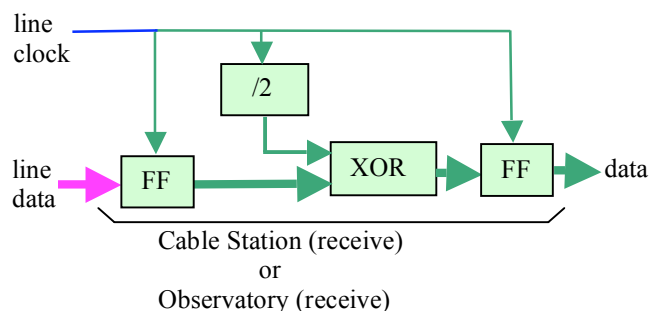 line
clock
/2
line
data
FF
XOR
FF
data
Cable Station (receive)
or
Observatory (receive)